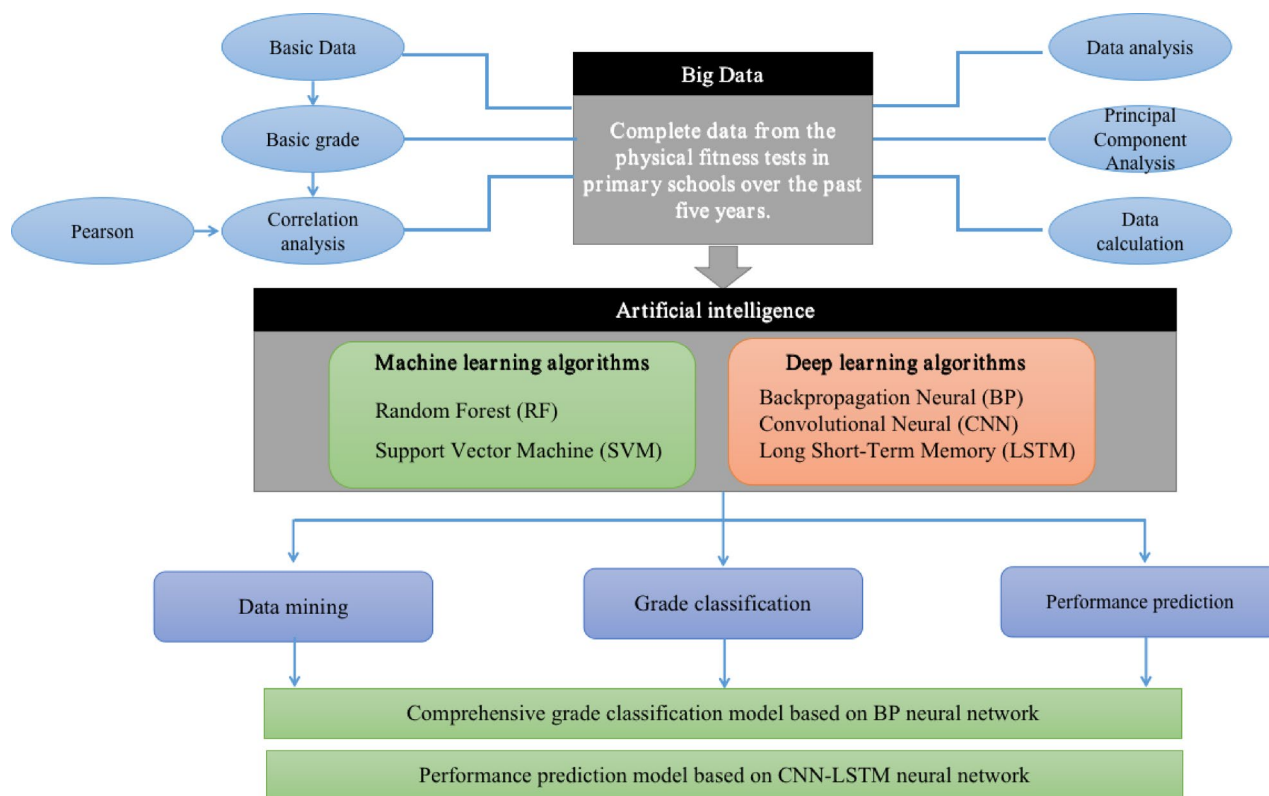 Basic Data
Basic grade
Pearson
Correlation
analysis
Big Data
Complete data from the
physical fitness tests in
primary schools over the past
five years.
Data analysis
Principal
Component
Analysis
Data
calculation
Artificial intelligence
Machine learning algorithms
Random Forest (RF)
Support Vector Machine (SVM)
Deep learning algorithms
Backpropagation Neural (BP)
Convolutional Neural (CNN)
Long Short-Term Memory (LSTM)
Data mining
Grade classification
Performance prediction
Comprehensive grade classification model based on BP neural network
Performance prediction model based on CNN-LSTM neural network